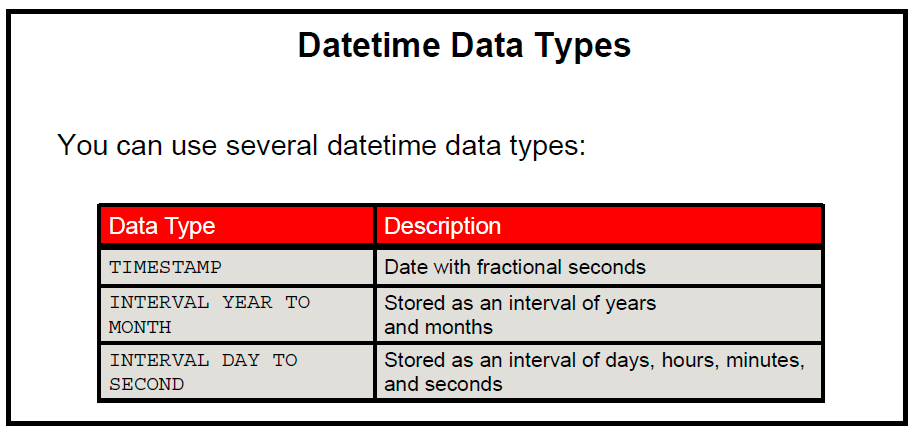 Datetime Data Types
You can use several datetime data types:
Data Type Description
TIMESTAMP Date with fractional seconds
INTERVAL YEAR TO
MONTH
Stored as an interval of years
and months
INTERVAL DAY TO
SECOND
Stored as an interval of days, hours, minutes,
and seconds